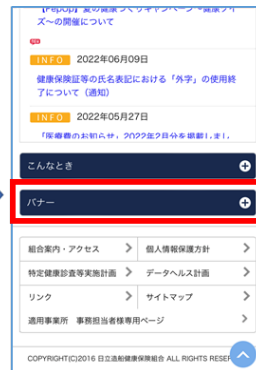 【Pepup】夏の健康づくりキャンペーン～健康クイ
ズ～の開催について
INFO 2022年06月09日
健康保険証等の氏名表記における「外字」の使用終
了について（通知）
INFO 2022年05月27日
「医療費のお知らせ」2022年2月分を掲載しまし
こんなとき
バナー
組合案内・アクセス 個人情報保護方針
特定健康診査等実施計画 データヘルス計画
リンク サイトマップ
適用事業所 事務担当者様専用ページ
COPYRIGHT(C)2016 日立造船健康保険組合 ALL RIGHTS RESER